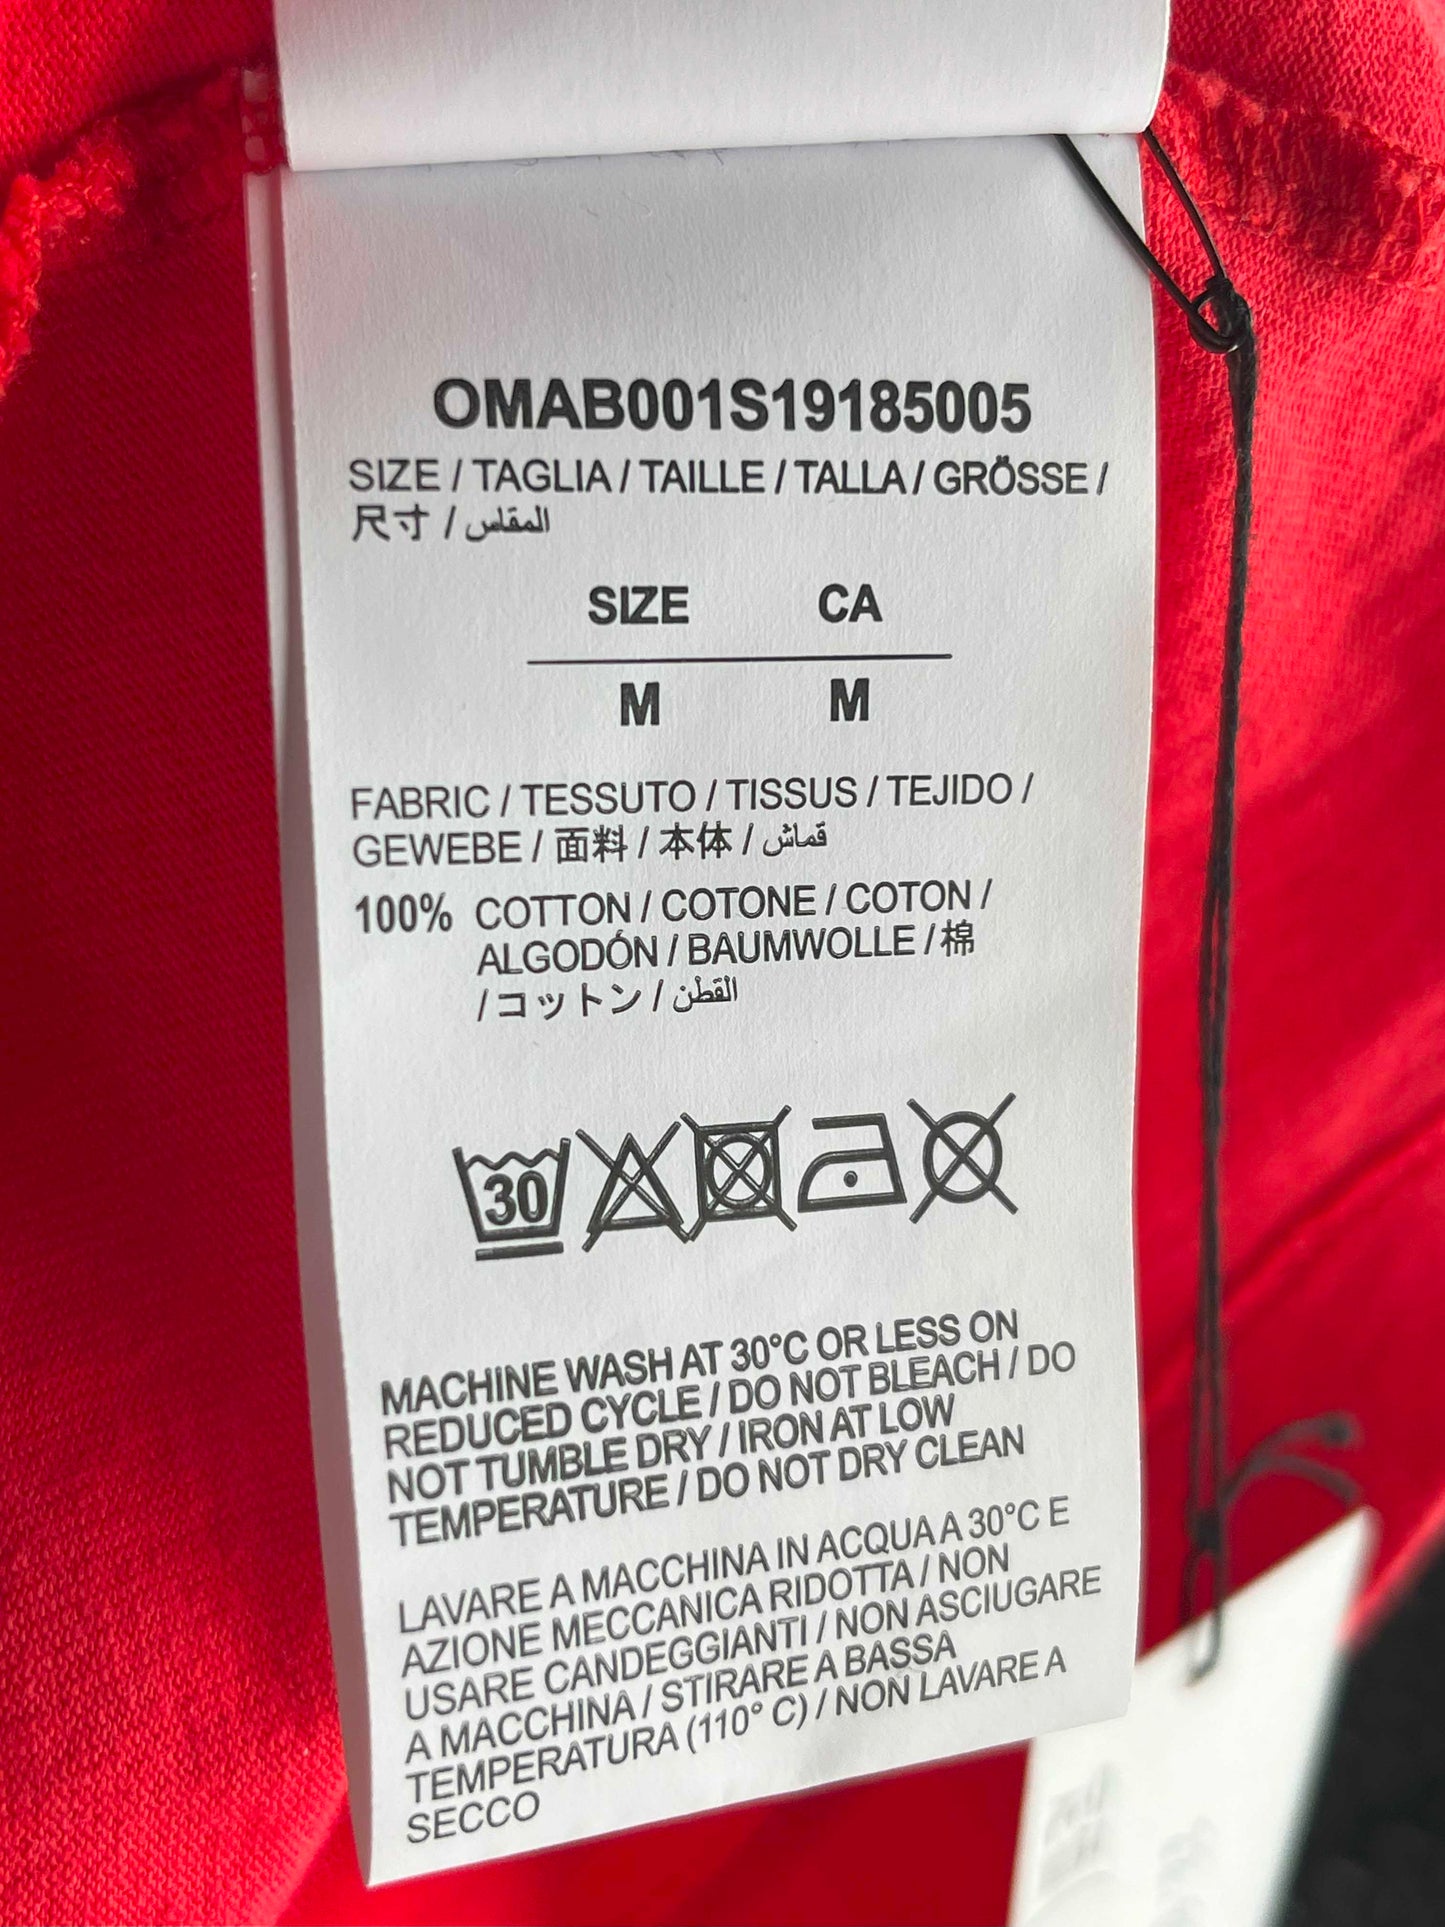 OMAB001S19185005
SIZE / TAGLIA / TAILLE / TALLA / GRÖSSE /
尺寸 / المقاس
SIZE CA
M M
FABRIC / TESSUTO / TISSUS / TEJIDO /
GEWEBE / 面料 / 本体 / قماش
100% COTTON / COTONE / COTON /
ALGODÓN / BAUMWOLLE / 棉
/ コットン / القطن
30
MACHINE WASH AT 30°C OR LESS ON
REDUCED CYCLE / DO NOT BLEACH / DO
NOT TUMBLE DRY / IRON AT LOW
TEMPERATURE / DO NOT DRY CLEAN
LAVARE A MACCHINA IN ACQUA A 30°C E
AZIONE MECCANICA RIDOTTA / NON
USARE CANDEGGIANTI / NON ASCIUGARE
A MACCHINA / STIRARE A BASSA
TEMPERATURA (110° C) / NON LAVARE A
SECCO